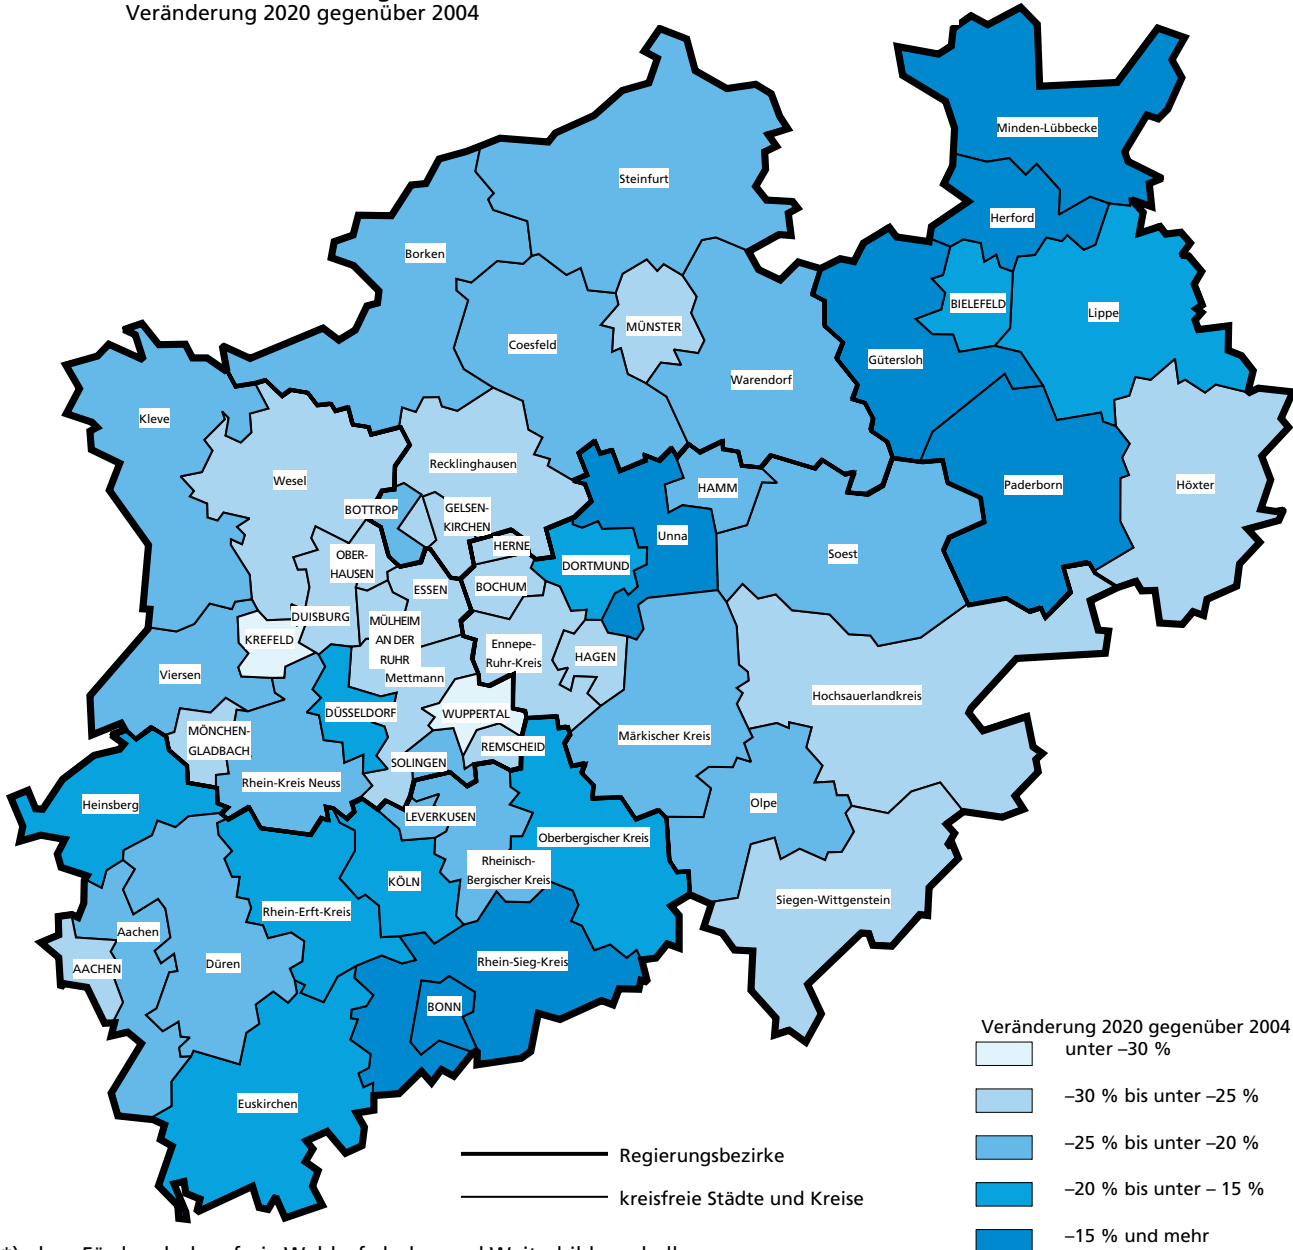 Veränderung 2020 gegenüber 2004
Minden-Lübbecke
Steinfurt
Herford
Borken
BIELEFELD
Lippe
MÜNSTER
Coesfeld
Gütersloh
Warendorf
Kleve
Recklinghausen
Wesel
HAMM
Paderborn
Höxter
BOTTROP
GELSEN-
KIRCHEN
Unna
HERNE
Soest
OBER-
HAUSEN
DORTMUND
ESSEN
BOCHUM
DUISBURG
MÜLHEIM
AN DER
RUHR
KREFELD
Ennepe-
Ruhr-Kreis
HAGEN
Viersen
Mettmann
Hochsauerlandkreis
DÜSSELDORF
WUPPERTAL
MÖNCHEN-
GLADBACH
Märkischer Kreis
REMSCHEID
SOLINGEN
Rhein-Kreis Neuss
Heinsberg
Olpe
LEVERKUSEN
Oberbergischer Kreis
Rheinisch-
Bergischer Kreis
KÖLN
Siegen-Wittgenstein
Rhein-Erft-Kreis
Aachen
Rhein-Sieg-Kreis
Düren
AACHEN
BONN
Euskirchen
Veränderung 2020 gegenüber 2004
unter –30 %
–30 % bis unter –25 %
–25 % bis unter –20 %
–20 % bis unter – 15 %
–15 % und mehr
Regierungsbezirke
kreisfreie Städte und Kreise